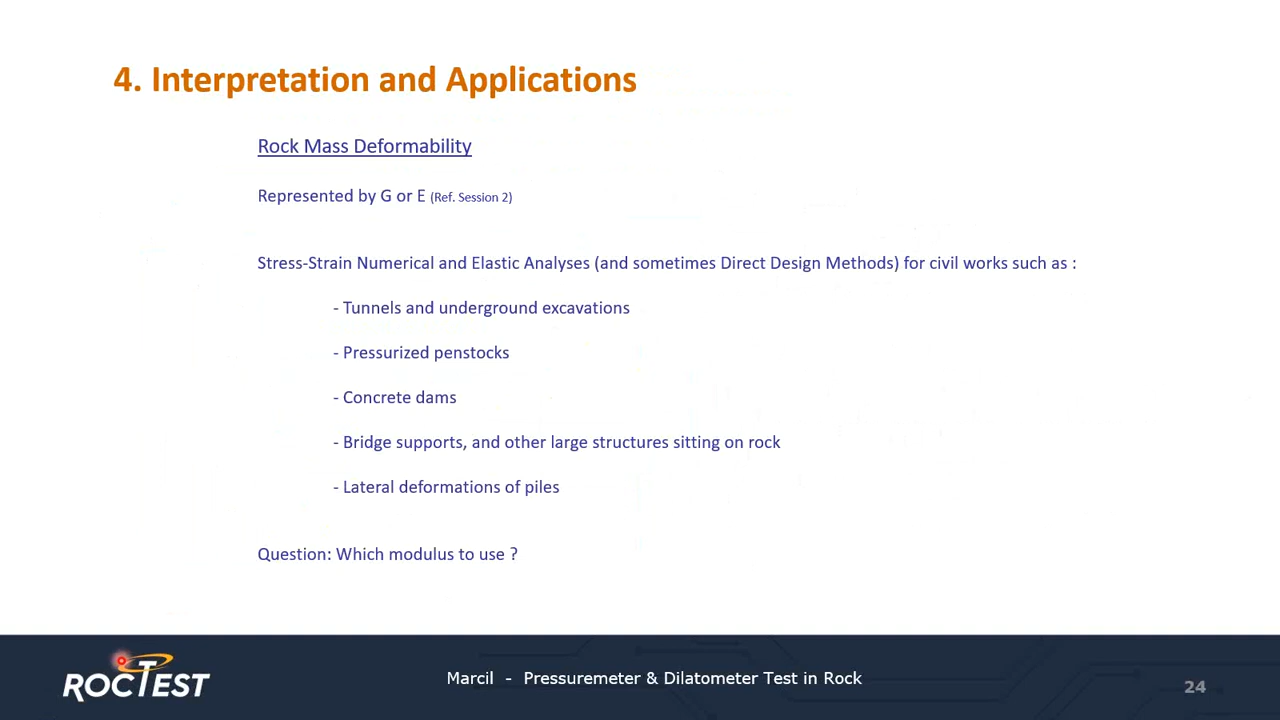 4. Interpretation and Applications
Rock Mass Deformability
Represented by G or E (Ref. Session 2)
Stress-Strain Numerical and Elastic Analyses (and sometimes Direct Design Methods) for civil works such as :
- Tunnels and underground excavations
- Pressurized penstocks
- Concrete dams
- Bridge supports, and other large structures sitting on rock
- Lateral deformations of piles
Question: Which modulus to use ?
ROCTEST
Marcil - Pressuremeter & Dilatometer Test in Rock
24